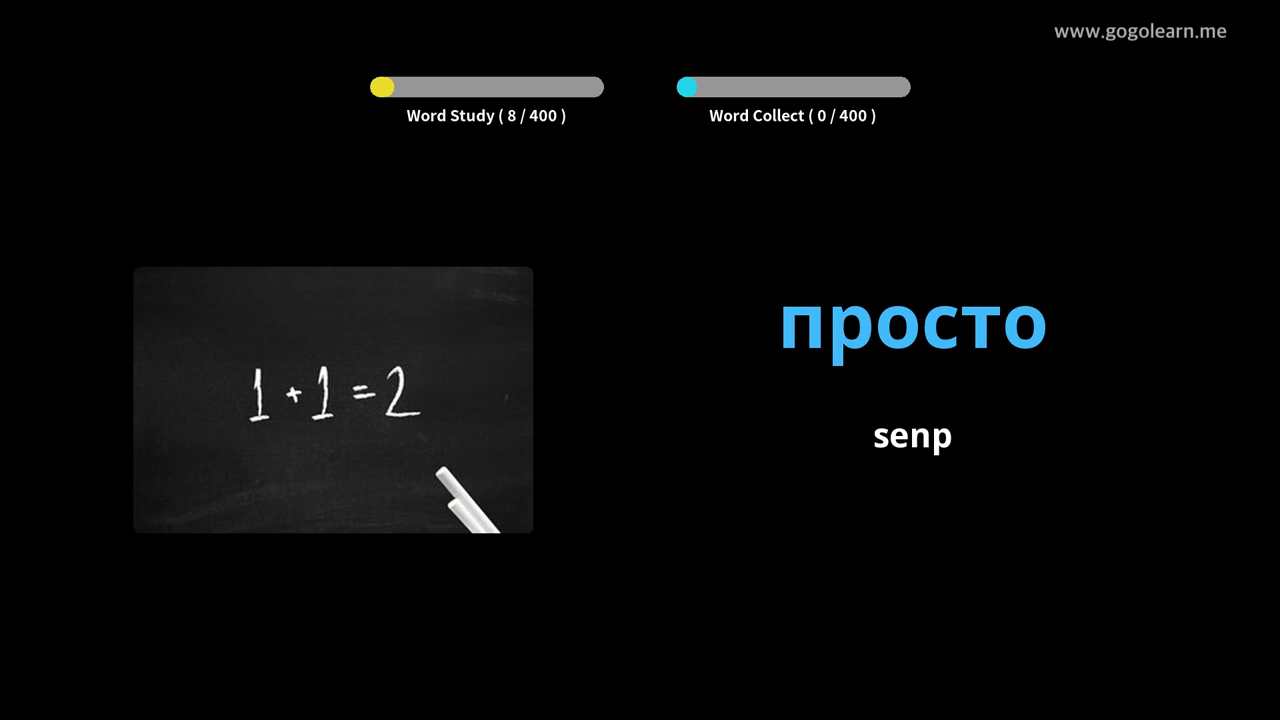 www.gogolearn.me
Word Study ( 8 / 400 )
Word Collect ( 0 / 400 )
1 + 1 = 2
просто
senp